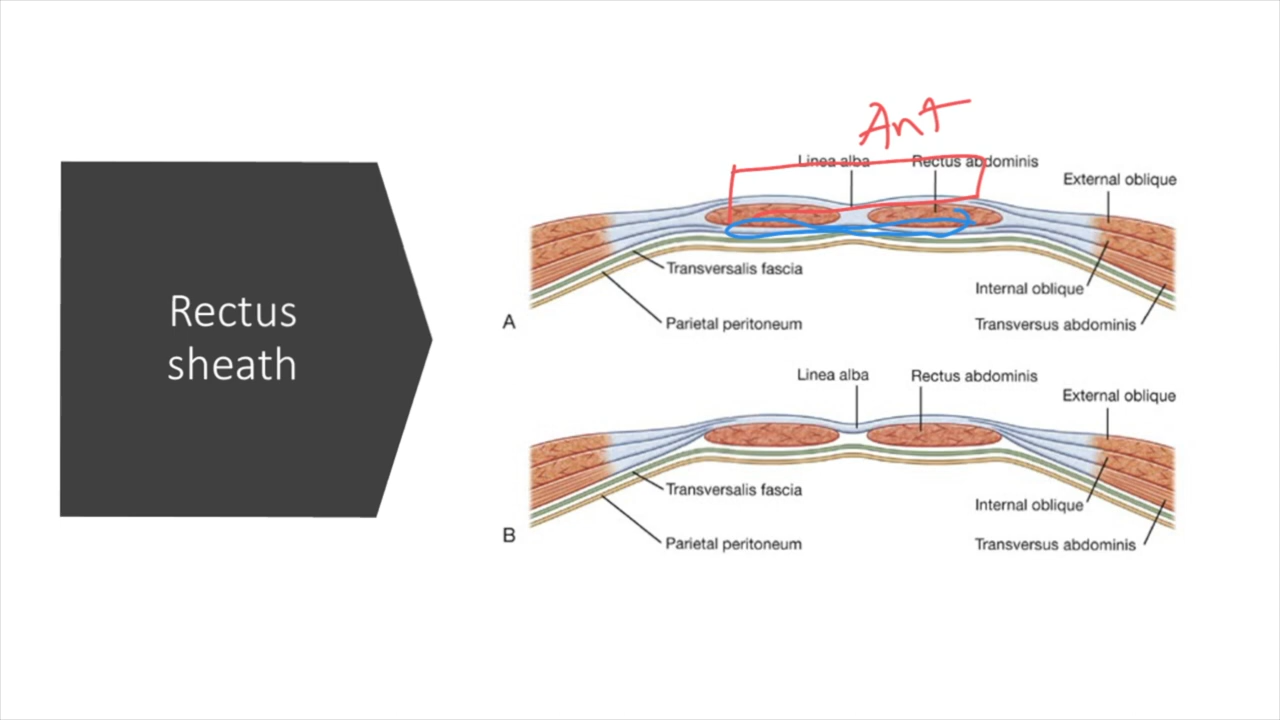 Rectus
sheath
Ant
Linea alba
Rectus abdominis
External oblique
Transversalis fascia
Internal oblique
A
Parietal peritoneum
Transversus abdominis
Linea alba
Rectus abdominis
External oblique
Transversalis fascia
Internal oblique
B
Parietal peritoneum
Transversus abdominis